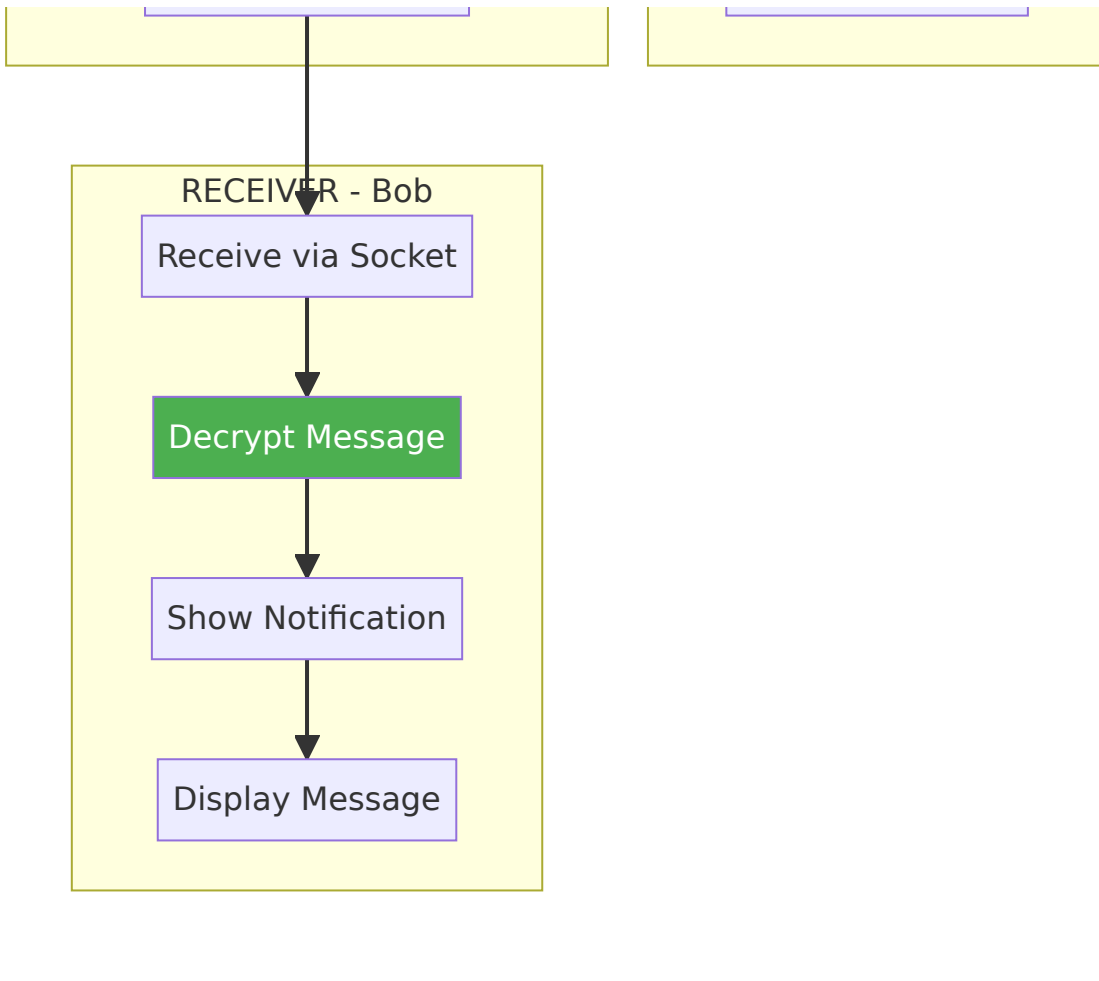 RECEIVER - Bob
Receive via Socket
Decrypt Message
Show Notification
Display Message